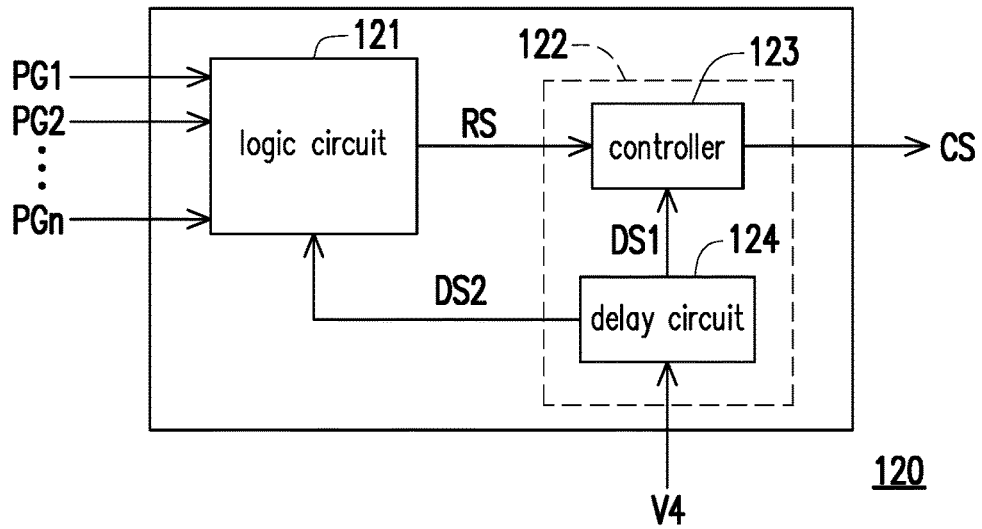 121
122
123
PG1
PG2
PGn
logic circuit
RS
controller
CS
DS1
124
DS2
delay circuit
120
V4